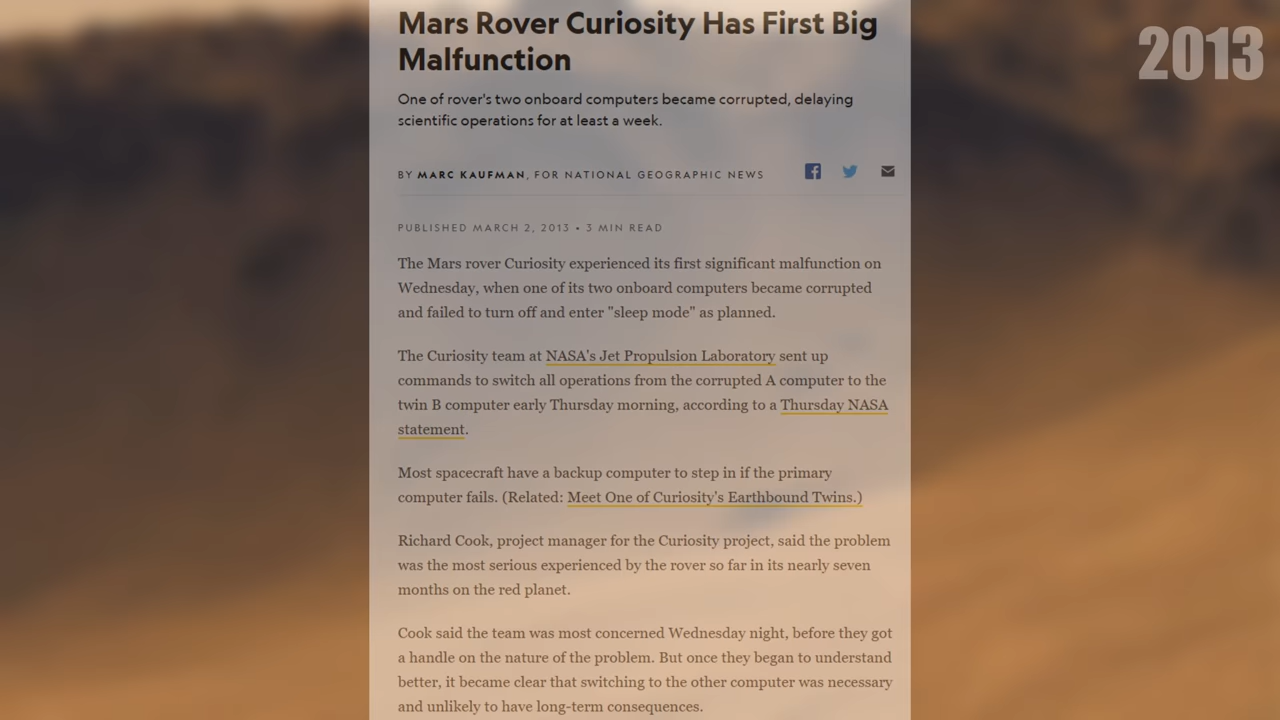 2013
Mars Rover Curiosity Has First Big
Malfunction
One of rover's two onboard computers became corrupted, delaying
scientific operations for at least a week.
BY MARC KAUFMAN, FOR NATIONAL GEOGRAPHIC NEWS
PUBLISHED MARCH 2, 2013 • 3 MIN READ
The Mars rover Curiosity experienced its first significant malfunction on
Wednesday, when one of its two onboard computers became corrupted
and failed to turn off and enter "sleep mode" as planned.
The Curiosity team at NASA's Jet Propulsion Laboratory sent up
commands to switch all operations from the corrupted A computer to the
twin B computer early Thursday morning, according to a Thursday NASA
statement.
Most spacecraft have a backup computer to step in if the primary
computer fails. (Related: Meet One of Curiosity's Earthbound Twins.)
Richard Cook, project manager for the Curiosity project, said the problem
was the most serious experienced by the rover so far in its nearly seven
months on the red planet.
Cook said the team was most concerned Wednesday night, before they got
a handle on the nature of the problem. But once they began to understand
better, it became clear that switching to the other computer was necessary
and unlikely to have long-term consequences.